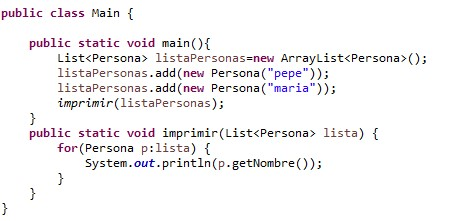 public class Main {
public static void main(){
List<Persona> listaPersonas=new ArrayList<Persona>();
listaPersonas.add(new Persona("pepe"));
listaPersonas.add(new Persona("maria"));
imprimir(listaPersonas);
}
public static void imprimir(List<Persona> lista) {
for(Persona p:lista) {
System.out.println(p.getNombre());
}
}
}